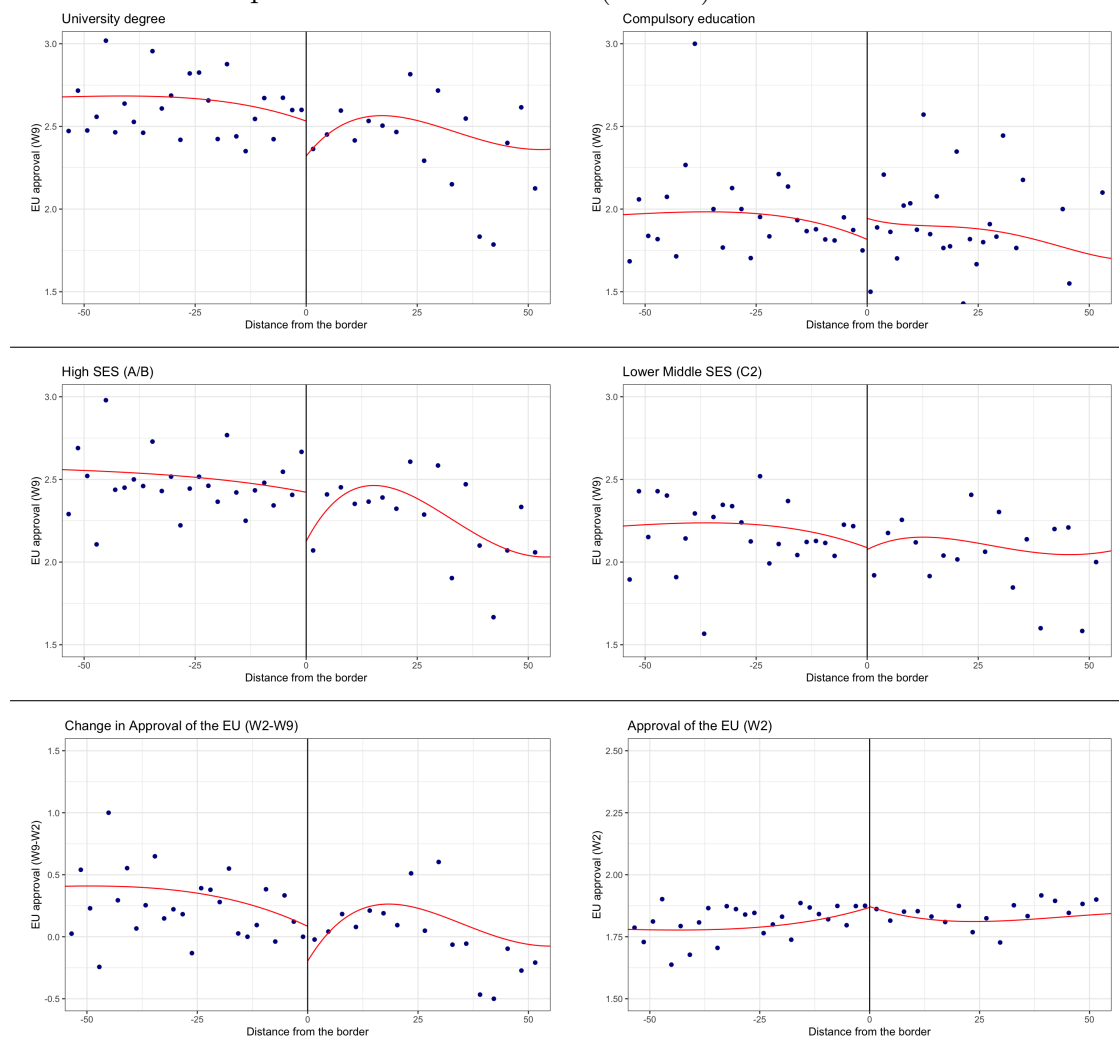 University degree
3.0
2.5
2.0
1.5
EU approval (W9)
-50 -25 0 25 50
Distance from the border
Compulsory education
3.0
2.5
2.0
1.5
EU approval (W9)
-50 -25 0 25 50
Distance from the border
High SES (A/B)
3.0
2.5
2.0
1.5
EU approval (W9)
-50 -25 0 25 50
Distance from the border
Lower Middle SES (C2)
3.0
2.5
2.0
1.5
EU approval (W9)
-50 -25 0 25 50
Distance from the border
Change in Approval of the EU (W2-W9)
1.5
1.0
0.5
0.0
-0.5
EU approval (W9-W2)
-50 -25 0 25 50
Distance from the border
Approval of the EU (W2)
2.50
2.25
2.00
1.75
1.50
EU approval (W2)
-50 -25 0 25 50
Distance from the border